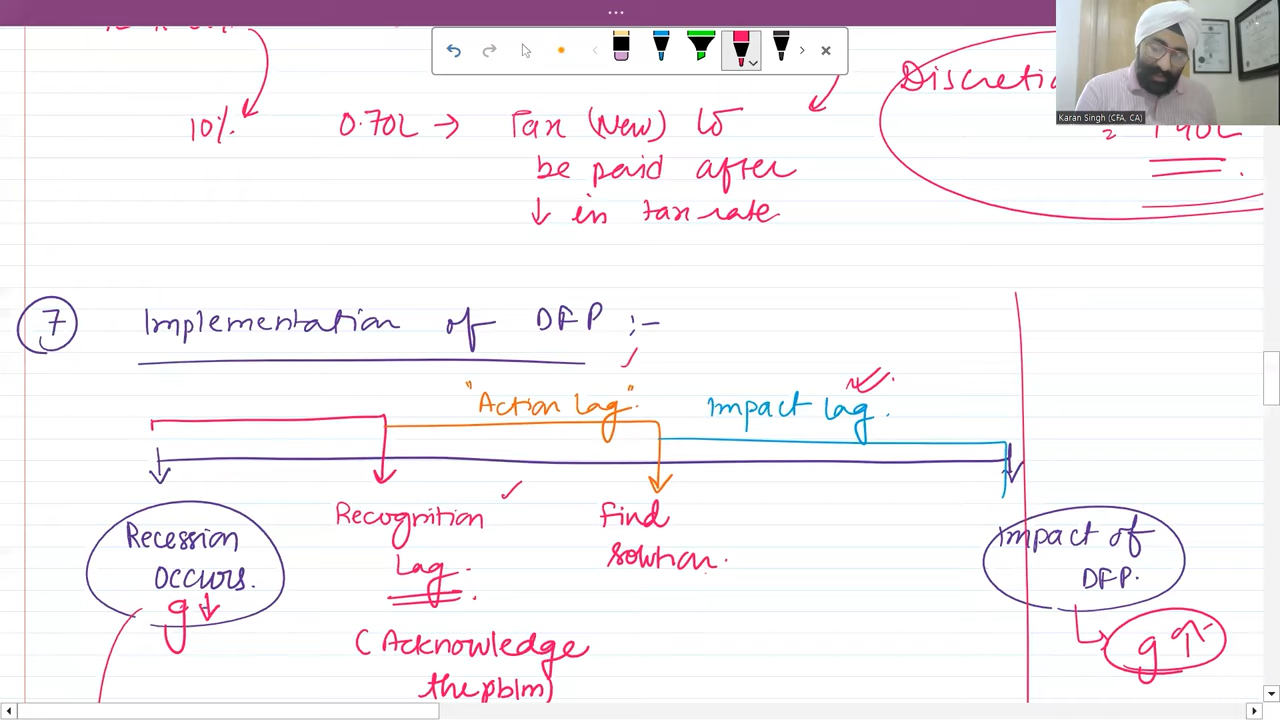 10%.
0.70L → Tax (New) to
be paid after
↓ in tax rate
Discretio
= 1.90L
Karan Singh (CFA, CA)
7 Implementation of DFP :-
"Action Lag".
Impact lag.
Recession
occurs.
g↓
Recognition
Lag.
(Acknowledge
the pblm)
Find
solution.
Impact of
DFP.
g↑